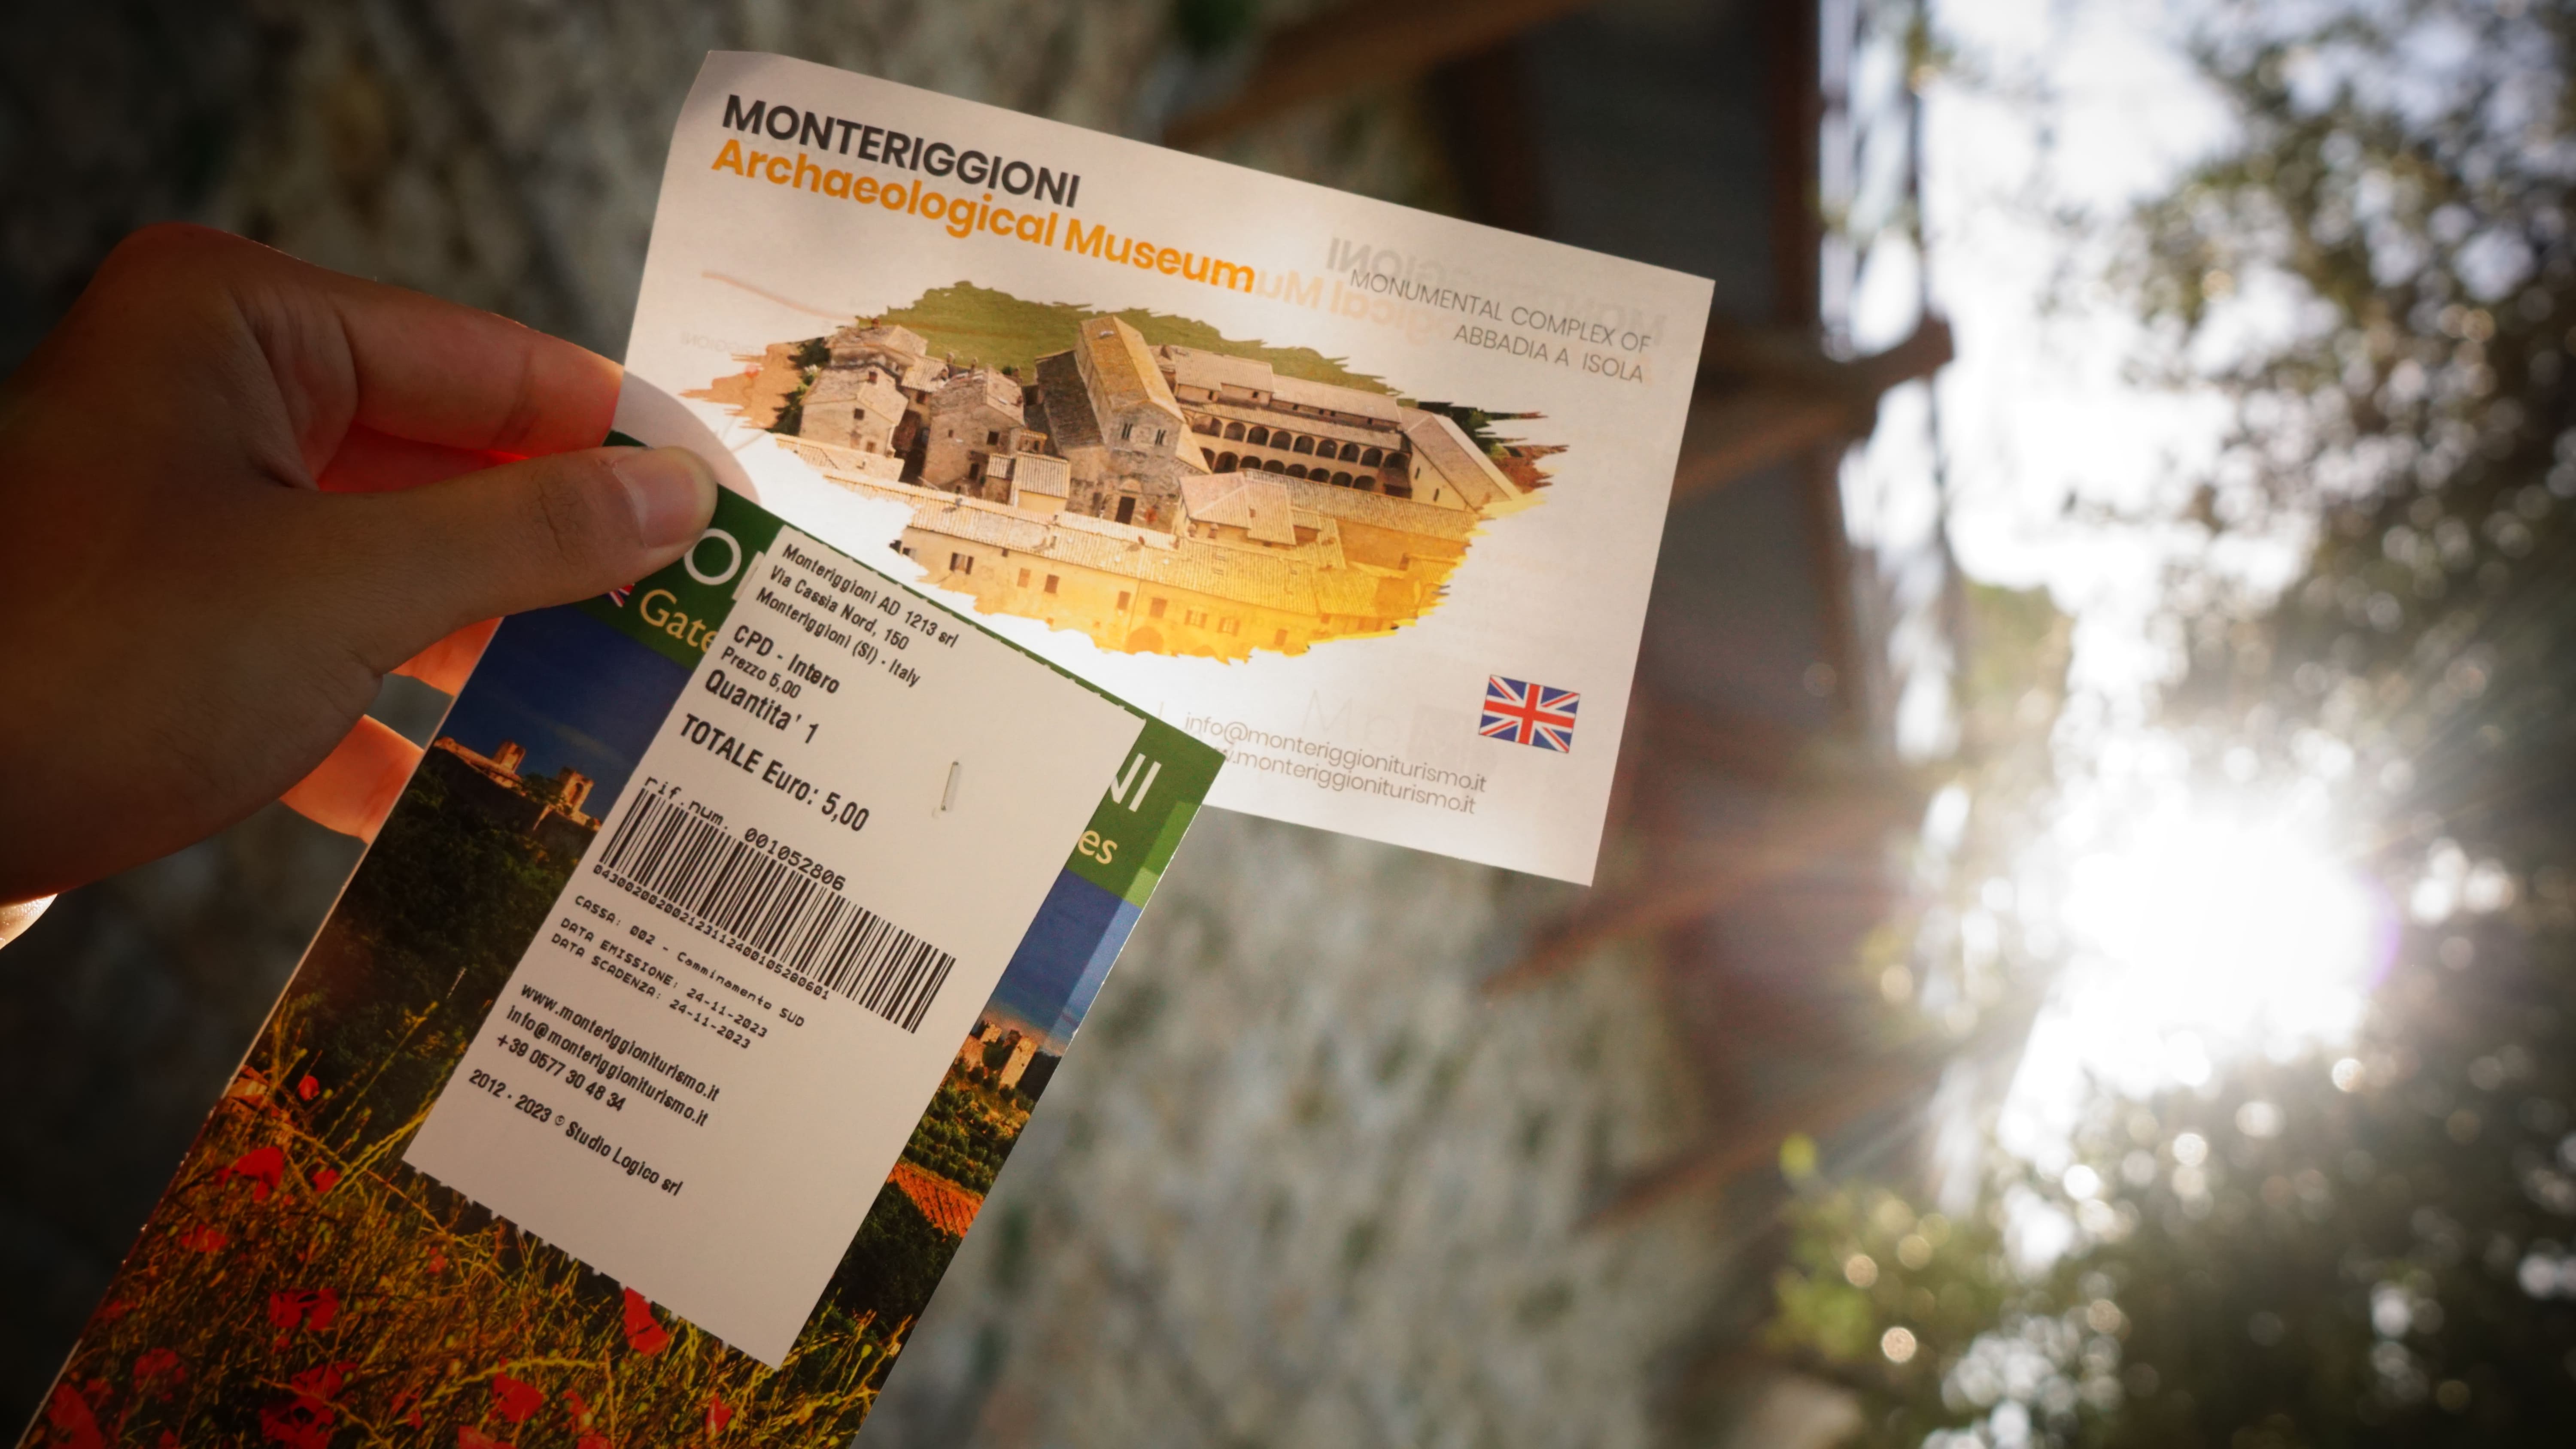 MONTERIGGIONI
Archaeological Museum
MONUMENTAL COMPLEX OF
ABBADIA A ISOLA
info@monteriggioniturismo.it
.monteriggioniturismo.it
NI
Gate
es
Monteriggioni AD 1213 srl
Via Cassia Nord, 150
Monteriggioni (SI) - Italy
CPD - Intero
Prezzo 5,00
Quantita' 1
TOTALE Euro: 5,00
rif.num. 001052806
CASSA: 002 - Camminamento SUD
DATA EMISSIONE: 24-11-2023
DATA SCADENZA: 24-11-2023
www.monteriggioniturismo.it
info@monteriggioniturismo.it
+39 0577 30 48 34
2012 - 2023 © Studio Logico srl